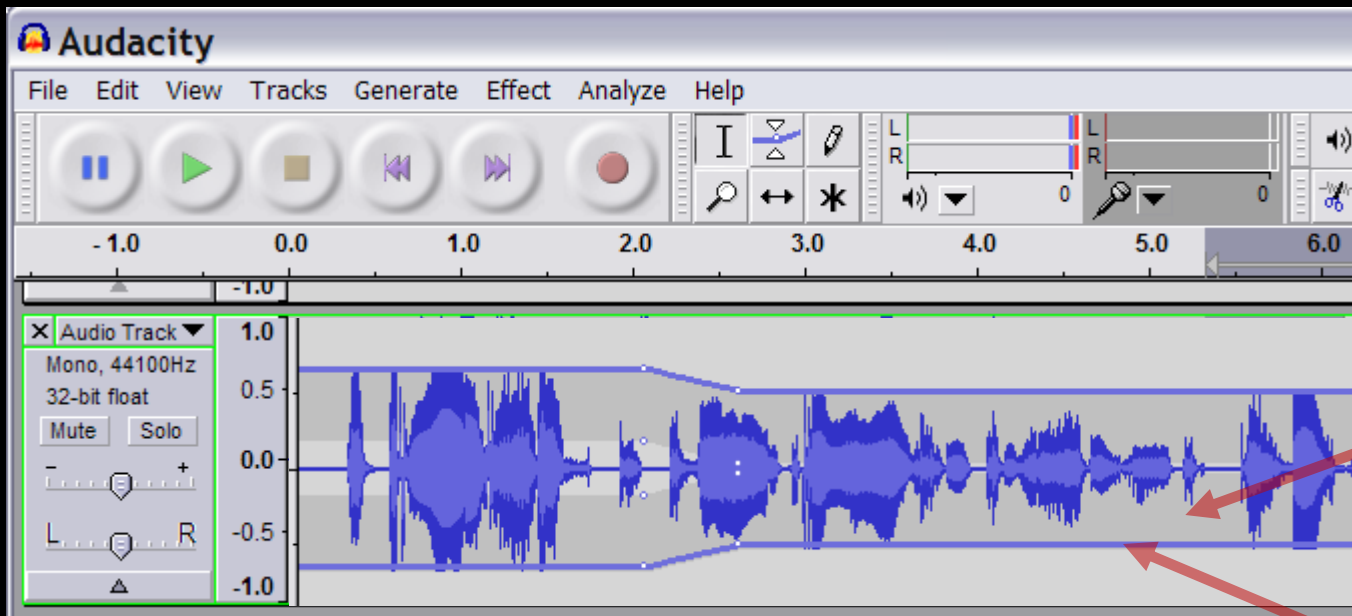 Audacity
File Edit View Tracks Generate Effect Analyze Help
L L
R R
0 0
- 1.0 0.0 1.0 2.0 3.0 4.0 5.0 6.0
-1.0
X Audio Track 1.0
Mono, 44100Hz
32-bit float 0.5
Mute Solo
- + 0.0
L R -0.5
-1.0